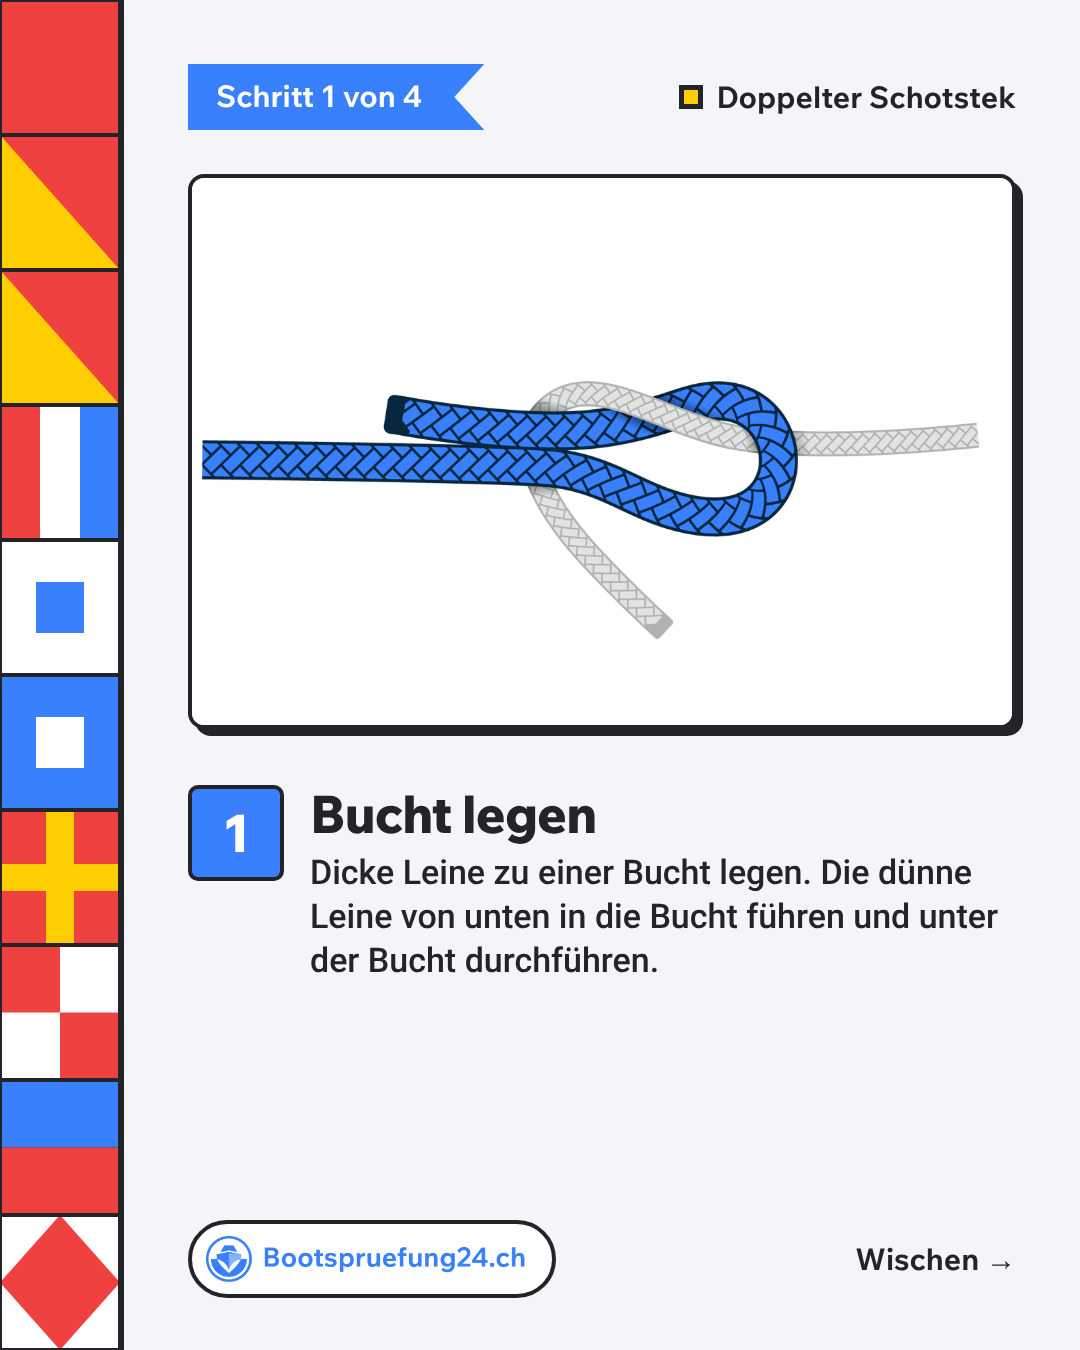 Schritt 1 von 4
Doppelter Schotstek
1
Bucht legen
Dicke Leine zu einer Bucht legen. Die dünne
Leine von unten in die Bucht führen und unter
der Bucht durchführen.
Bootspruefung24.ch
Wischen →